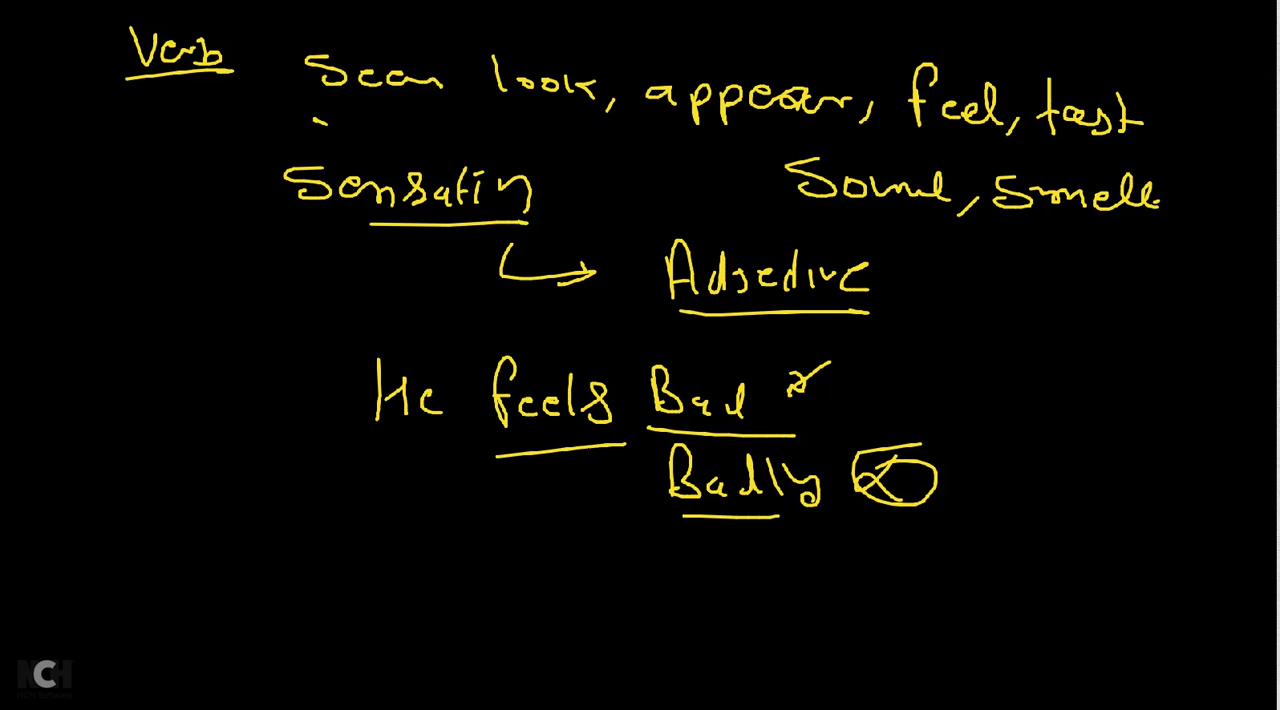 Verb Seem look, appear, feel, tast
Sensatin Sound, Smell
Adjective
He feels Bad
Badly
NCH